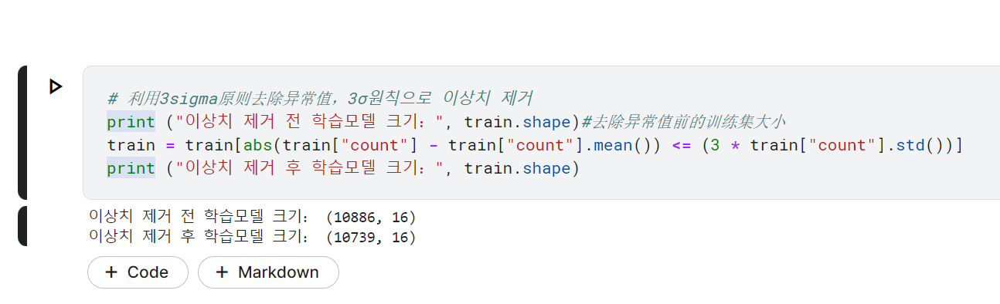 # 利用3sigma原则去除异常值，3σ원칙으로 이상치 제거
print ("이상치 제거 전 학습모델 크기：", train.shape)#去除异常值前的训练集大小
train = train[abs(train["count"] - train["count"].mean()) <= (3 * train["count"].std())]
print ("이상치 제거 후 학습모델 크기：", train.shape)
이상치 제거 전 학습모델 크기： (10886, 16)
이상치 제거 후 학습모델 크기： (10739, 16)
+ Code + Markdown